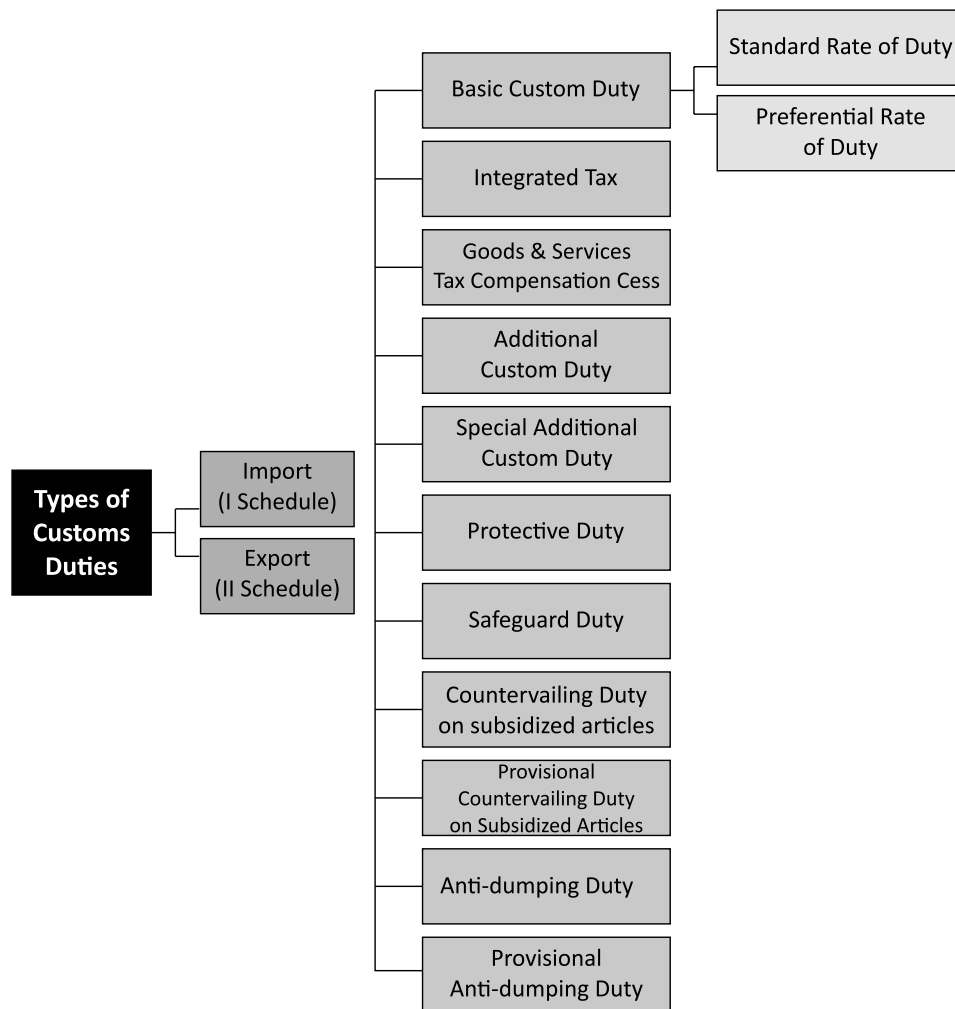 Types of
Customs
Duties
Import
(I Schedule)
Export
(II Schedule)
Basic Custom Duty
Standard Rate of Duty
Preferential Rate
of Duty
Integrated Tax
Goods & Services
Tax Compensation Cess
Additional
Custom Duty
Special Additional
Custom Duty
Protective Duty
Safeguard Duty
Countervailing Duty
on subsidized articles
Provisional
Countervailing Duty
on Subsidized Articles
Anti-dumping Duty
Provisional
Anti-dumping Duty